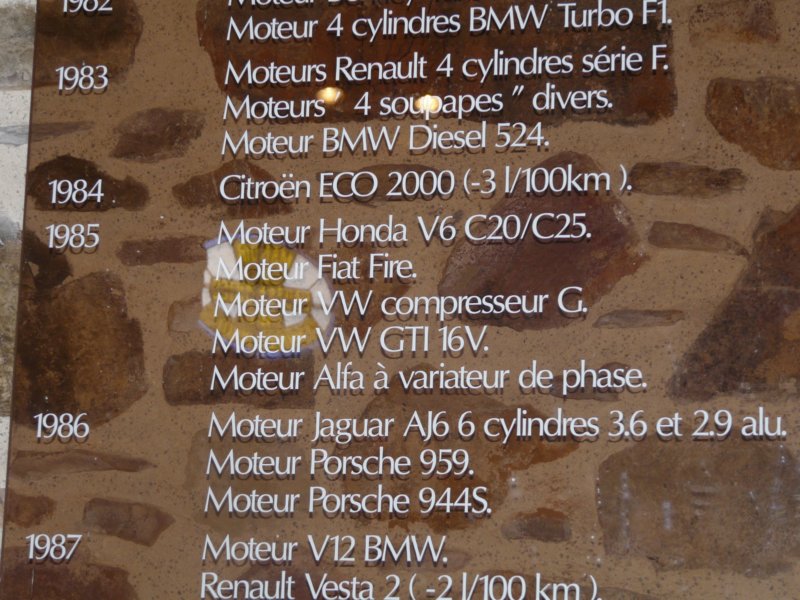 1982
Moteur 4 cylindres BMW Turbo F1.
1983 Moteurs Renault 4 cylindres série F.
Moteurs " 4 soupapes " divers.
Moteur BMW Diesel 524.
1984 Citroën ECO 2000 (-3 l/100km ).
1985 Moteur Honda V6 C20/C25.
Moteur Fiat Fire.
Moteur VW compresseur G.
Moteur VW GTI 16V.
Moteur Alfa à variateur de phase.
1986 Moteur Jaguar AJ6 6 cylindres 3.6 et 2.9 alu.
Moteur Porsche 959.
Moteur Porsche 944S.
1987 Moteur V12 BMW.
Renault Vesta 2 ( -2 l/100 km ).